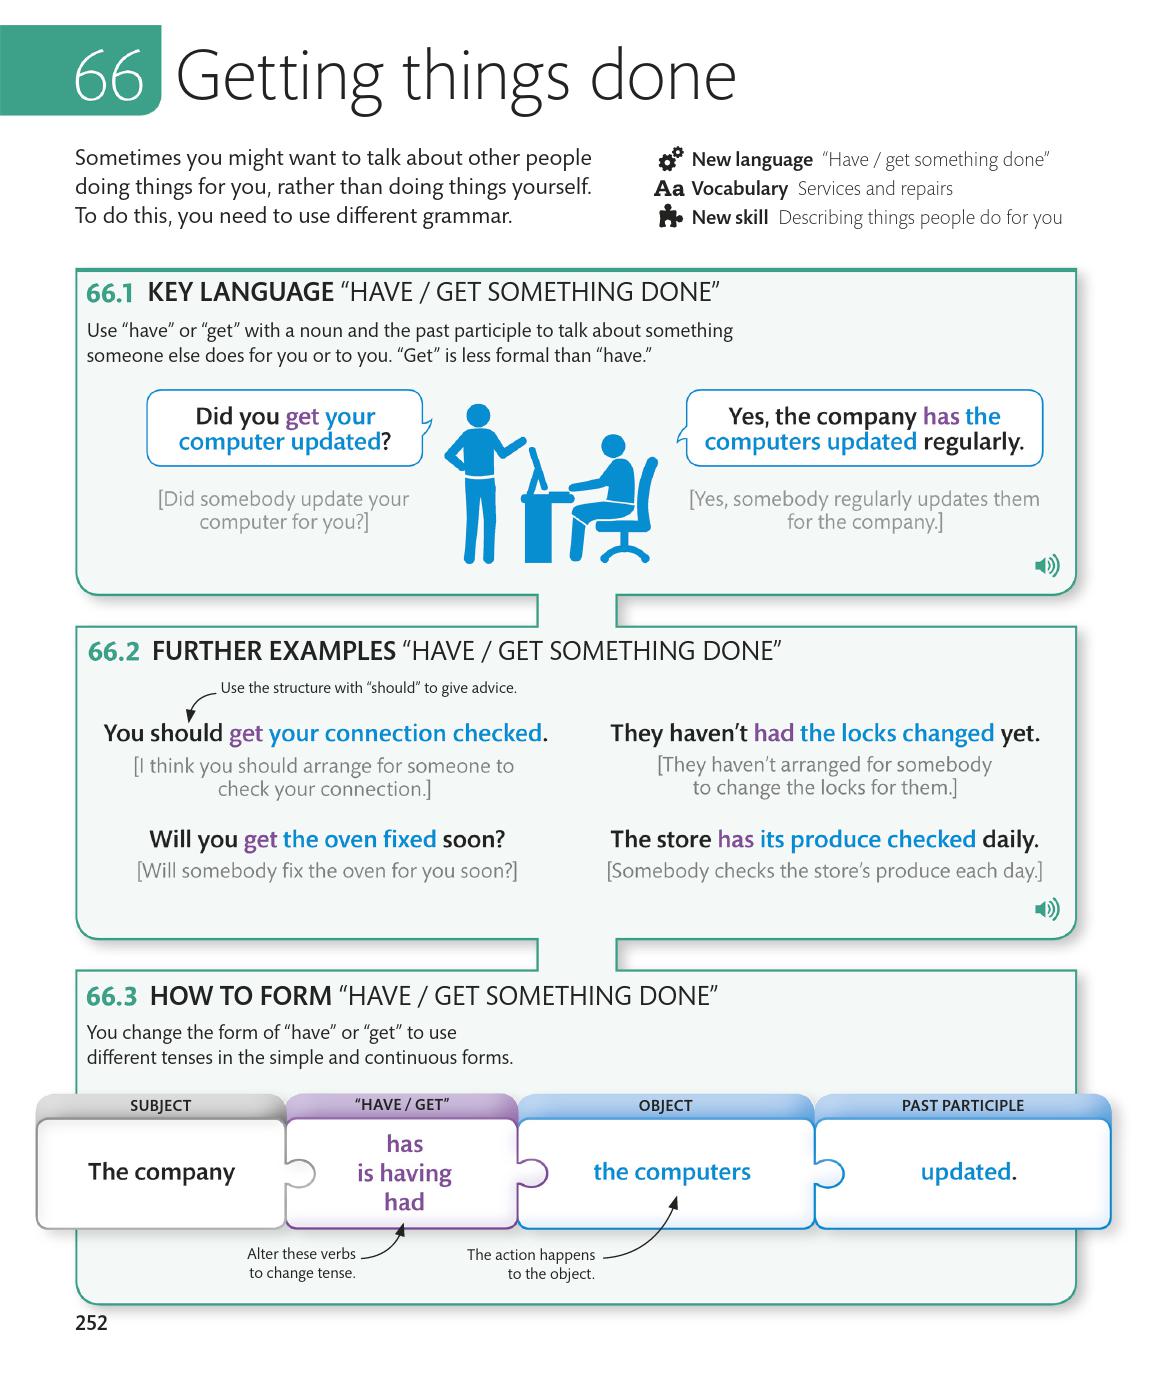 66 Getting things done
Sometimes you might want to talk about other people
doing things for you, rather than doing things yourself.
To do this, you need to use different grammar.
New language “Have / get something done”
Aa Vocabulary Services and repairs
New skill Describing things people do for you
66.1 KEY LANGUAGE “HAVE / GET SOMETHING DONE”
Use “have” or “get” with a noun and the past participle to talk about something
someone else does for you or to you. “Get” is less formal than “have.”
Did you get your
computer updated?
[Did somebody update your
computer for you?]
Yes, the company has the
computers updated regularly.
[Yes, somebody regularly updates them
for the company.]
66.2 FURTHER EXAMPLES “HAVE / GET SOMETHING DONE”
Use the structure with “should” to give advice.
You should get your connection checked.
[I think you should arrange for someone to
check your connection.]
They haven’t had the locks changed yet.
[They haven’t arranged for somebody
to change the locks for them.]
Will you get the oven fixed soon?
[Will somebody fix the oven for you soon?]
The store has its produce checked daily.
[Somebody checks the store’s produce each day.]
66.3 HOW TO FORM “HAVE / GET SOMETHING DONE”
You change the form of “have” or “get” to use
different tenses in the simple and continuous forms.
SUBJECT
“HAVE / GET”
OBJECT
PAST PARTICIPLE
The company
has
is having
had
the computers
updated.
Alter these verbs
to change tense.
The action happens
to the object.
252